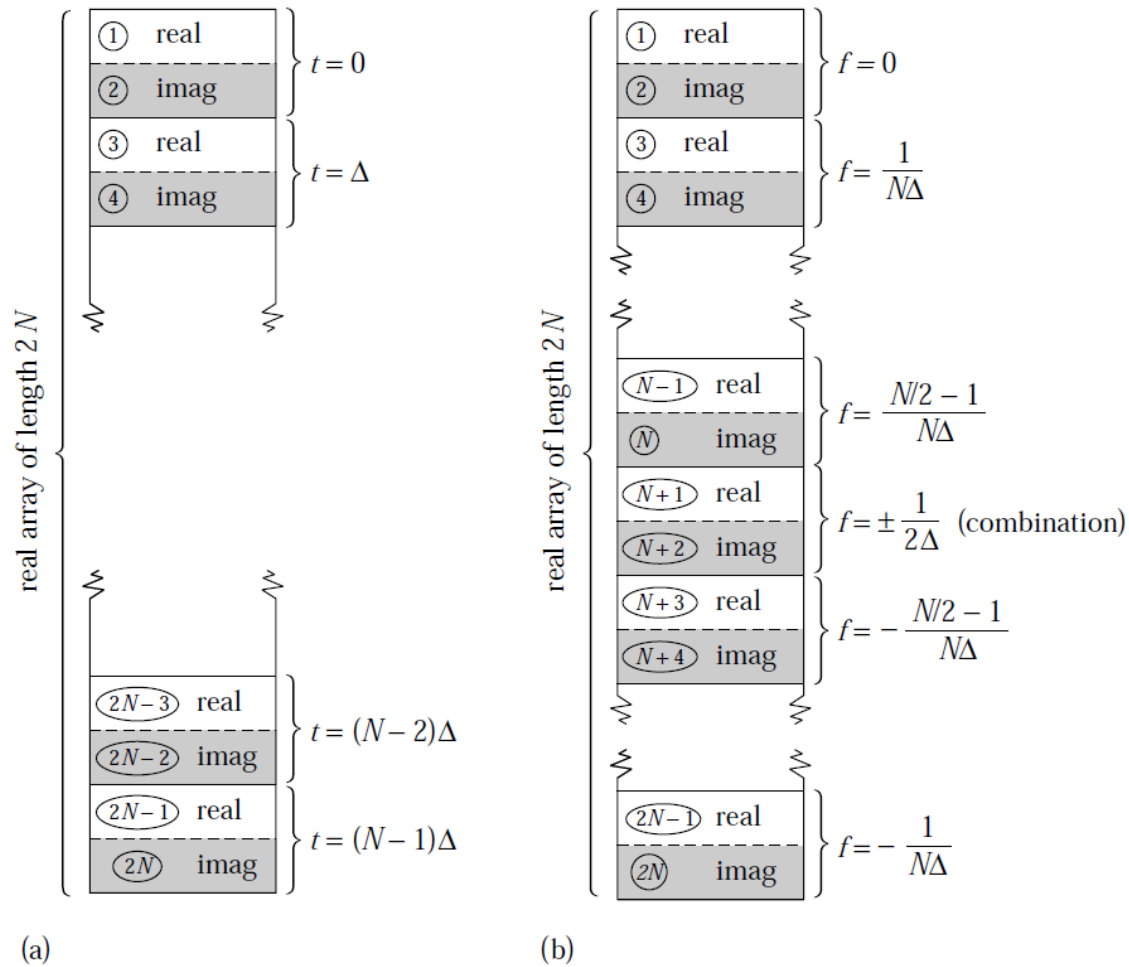 real array of length 2N
① real
② imag
t = 0
③ real
④ imag
t = Δ
2N − 3 real
2N − 2 imag
t = (N − 2)Δ
2N − 1 real
2N imag
t = (N − 1)Δ
(a)
real array of length 2N
① real
② imag
f = 0
③ real
④ imag
f = 1/NΔ
N − 1 real
N imag
f = N/2 − 1/NΔ
N + 1 real
N + 2 imag
f = ± 1/2Δ (combination)
N + 3 real
N + 4 imag
f = − N/2 − 1/NΔ
2N − 1 real
2N imag
f = − 1/NΔ
(b)